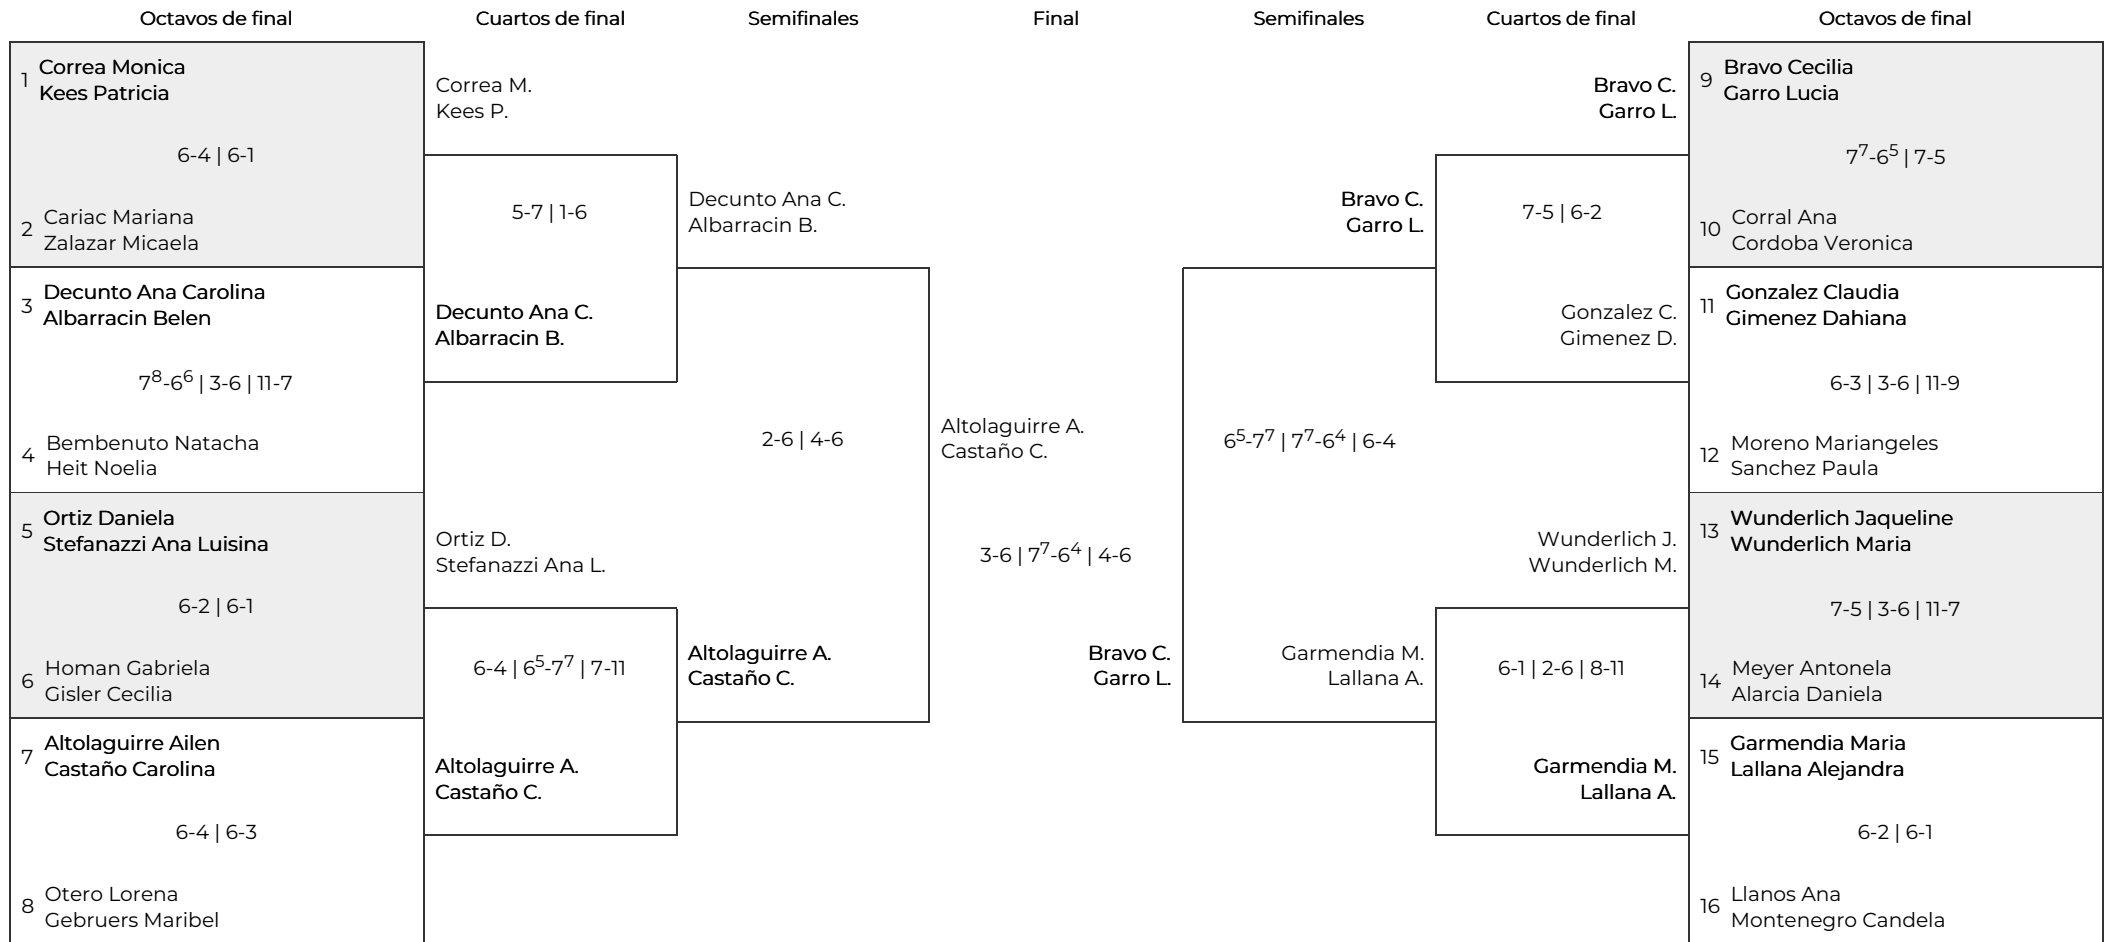 Octavos de final
Cuartos de final
Semifinales
Final
Semifinales
Cuartos de final
Octavos de final
1
Correa Monica
Kees Patricia
6-4 | 6-1
2
Cariac Mariana
Zalazar Micaela
3
Decunto Ana Carolina
Albarracin Belen
7⁸-6⁶ | 3-6 | 11-7
4
Bembenuto Natacha
Heit Noelia
5
Ortiz Daniela
Stefanazzi Ana Luisina
6-2 | 6-1
6
Homan Gabriela
Gisler Cecilia
7
Altolaguirre Ailen
Castaño Carolina
6-4 | 6-3
8
Otero Lorena
Gebruers Maribel
Correa M.
Kees P.
5-7 | 1-6
Decunto Ana C.
Albarracin B.
Ortiz D.
Stefanazzi Ana L.
6-4 | 6⁵-7⁷ | 7-11
Altolaguirre A.
Castaño C.
Decunto Ana C.
Albarracin B.
2-6 | 4-6
Altolaguirre A.
Castaño C.
Altolaguirre A.
Castaño C.
3-6 | 7⁷-6⁴ | 4-6
Bravo C.
Garro L.
Bravo C.
Garro L.
6⁵-7⁷ | 7⁷-6⁴ | 6-4
Garmendia M.
Lallana A.
Bravo C.
Garro L.
7-5 | 6-2
Gonzalez C.
Gimenez D.
Wunderlich J.
Wunderlich M.
6-1 | 2-6 | 8-11
Garmendia M.
Lallana A.
9
Bravo Cecilia
Garro Lucia
7⁷-6⁵ | 7-5
10
Corral Ana
Cordoba Veronica
11
Gonzalez Claudia
Gimenez Dahiana
6-3 | 3-6 | 11-9
12
Moreno Mariangeles
Sanchez Paula
13
Wunderlich Jaqueline
Wunderlich Maria
7-5 | 3-6 | 11-7
14
Meyer Antonela
Alarcia Daniela
15
Garmendia Maria
Lallana Alejandra
6-2 | 6-1
16
Llanos Ana
Montenegro Candela